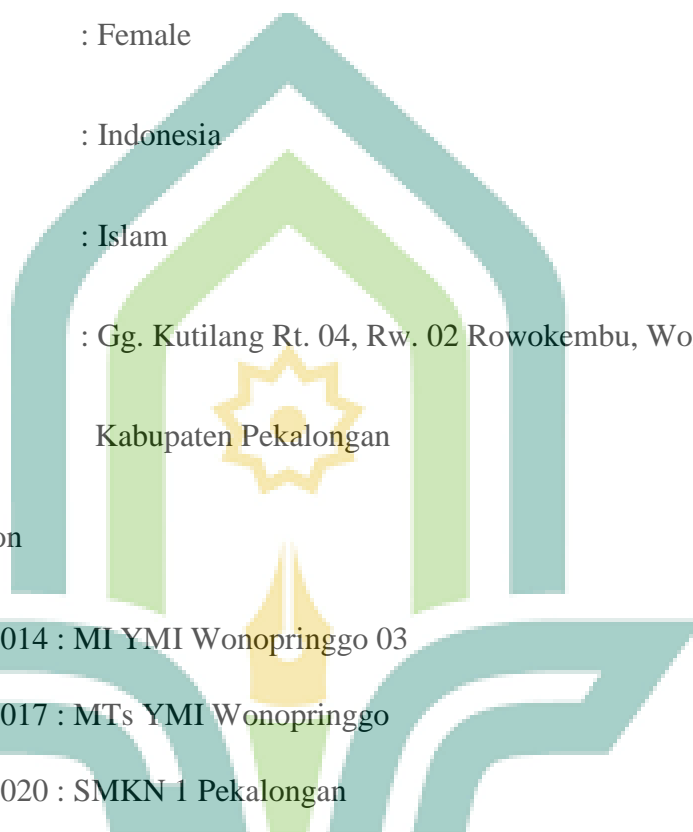 : Female
: Indonesia
: Islam
: Gg. Kutilang Rt. 04, Rw. 02 Rowokembu, Wo
Kabupaten Pekalongan
on
014 : MI YMI Wonopringgo 03
017 : MTs YMI Wonopringgo
020 : SMKN 1 Pekalongan